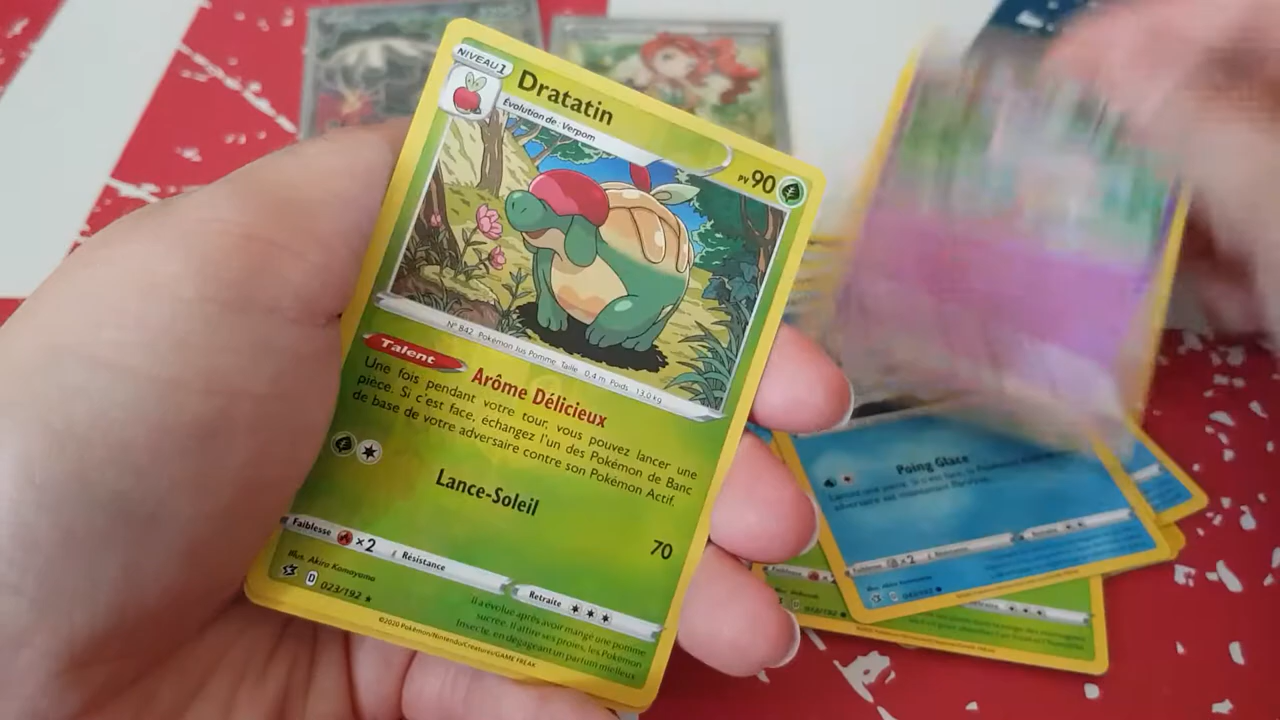 NIVEAU 1
Dratatin
Évolution de : Verpom
PV 90
N° 842 Pokémon Jus Pomme Taille : 0,4 m Poids : 13,0 kg
Talent
Arôme Délicieux
Une fois pendant votre tour, vous pouvez lancer une
pièce. Si c'est face, échangez l'un des Pokémon de Banc
de base de votre adversaire contre son Pokémon Actif.
Lance-Soleil
70
Faiblesse ×2 Résistance
Retraite
Illus. Akira Komayama
D 023/192 ★
Il a évolué après avoir mangé une pomme
sucrée. Il attire ses proies, les Pokémon
Insecte, en dégageant un parfum mielleux
©2020 Pokémon/Nintendo/Creatures/GAME FREAK
Poing Glace
Faiblesse ×2 Résistance
Retraite